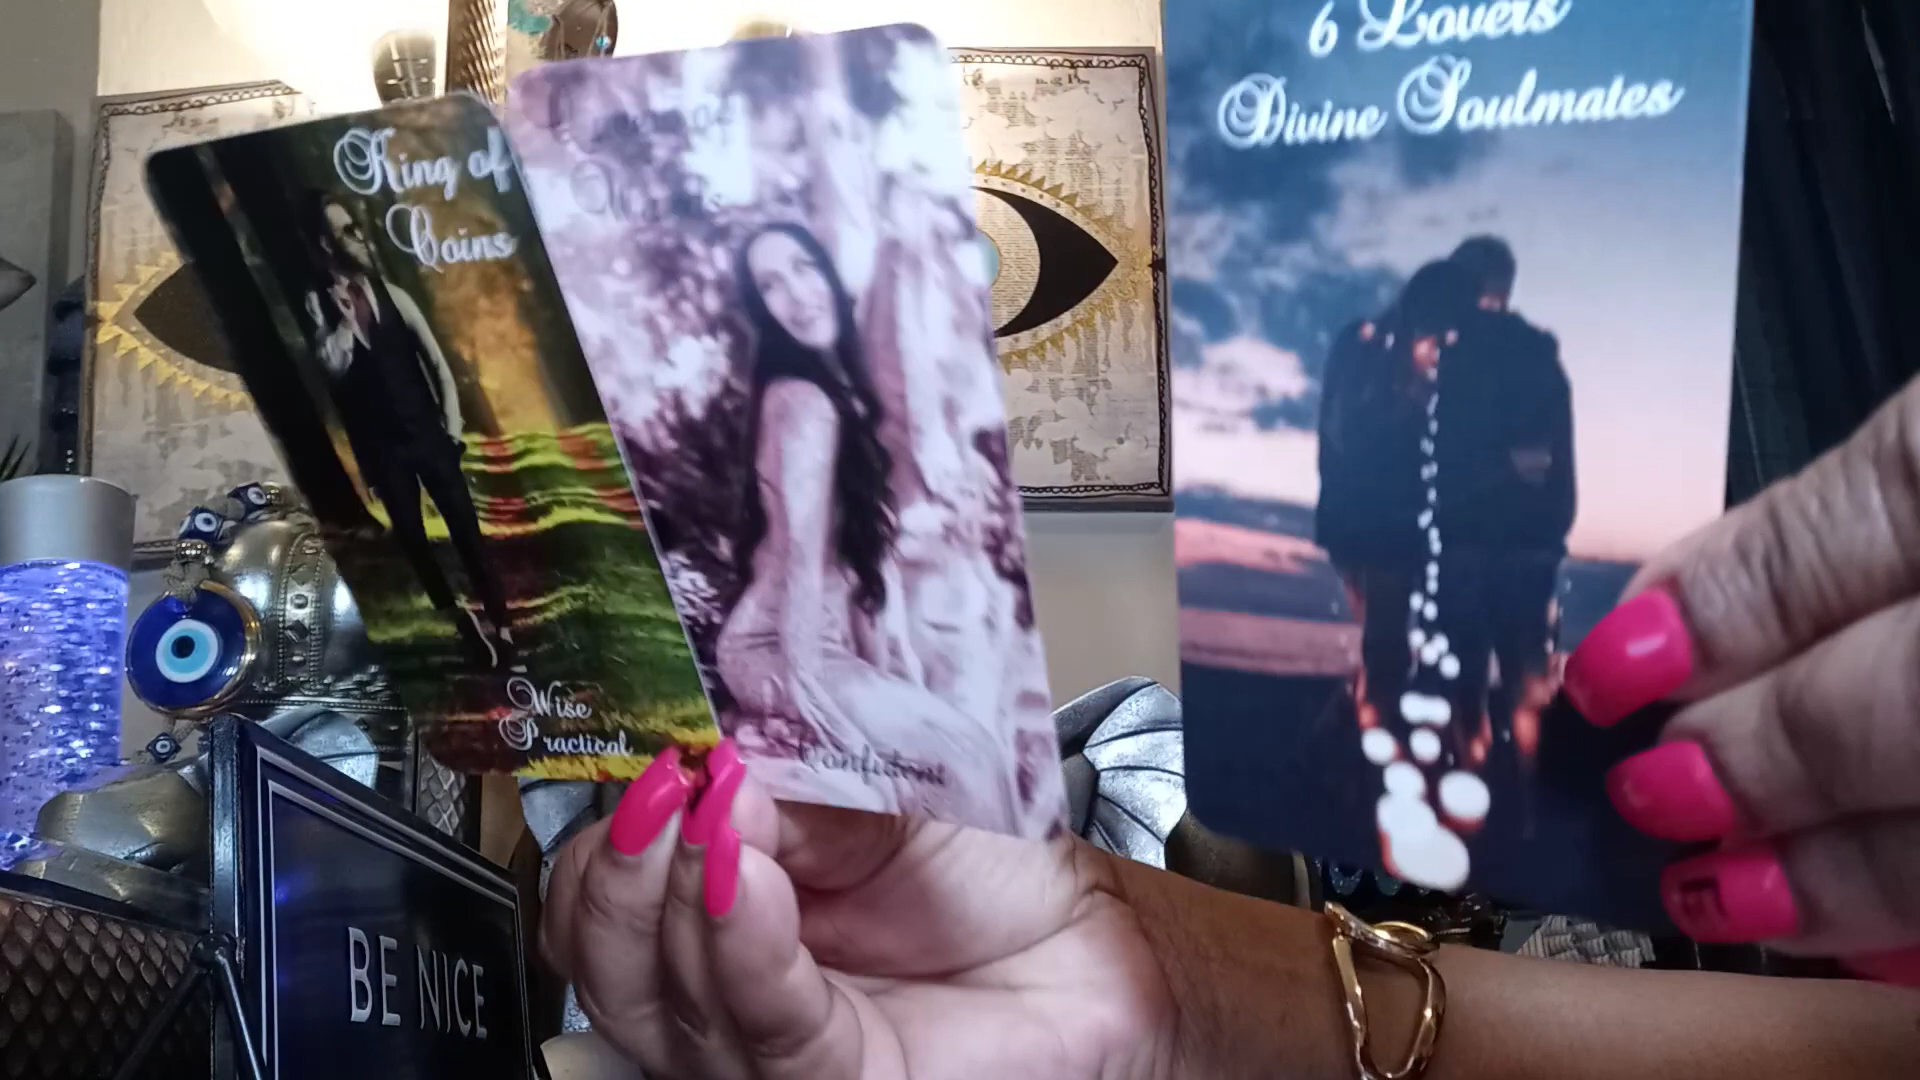 King of
Coins
Wise
Practical
Confident
6 Lovers
Divine Soulmates
BE NICE